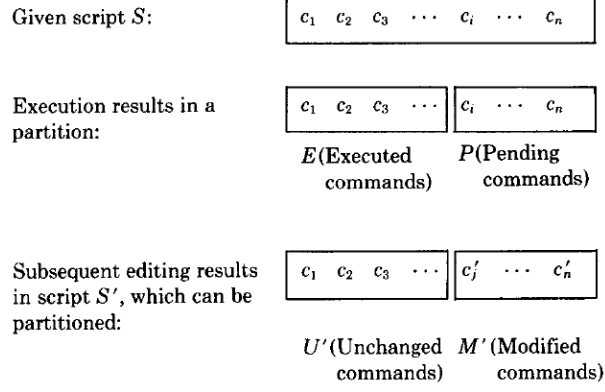 Given script S:
c₁ c₂ c₃ ··· cᵢ ··· cₙ
Execution results in a
partition:
c₁ c₂ c₃ ··· cᵢ ··· cₙ
E(Executed commands) P(Pending commands)
Subsequent editing results
in script S′, which can be
partitioned:
c₁ c₂ c₃ ··· c′ⱼ ··· c′ₙ
U′(Unchanged commands) M′(Modified commands)